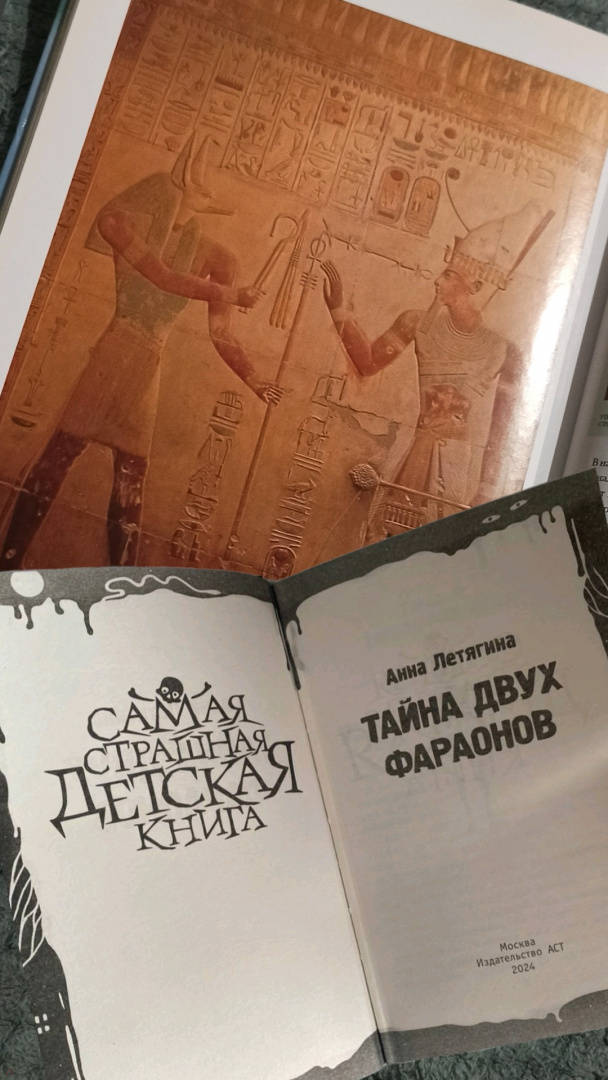 САМАЯ
СТРАШНАЯ
ДЕТСКАЯ
КНИГА
Анна Летягина
ТАЙНА ДВУХ
ФАРАОНОВ
Москва
Издательство АСТ
2024